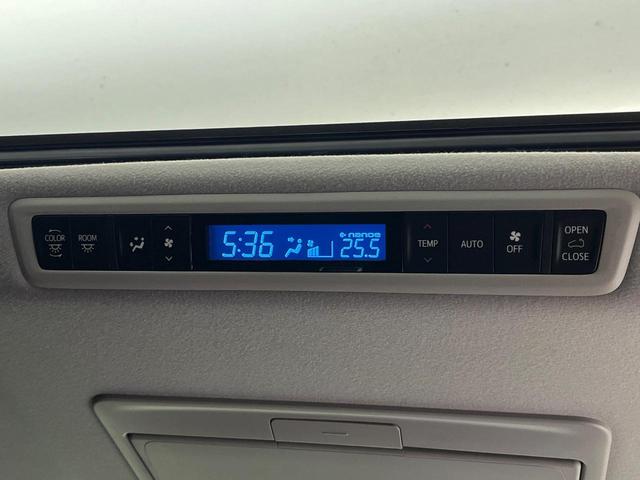 COLOR
ROOM
5:36
nanoe
25.5
TEMP
AUTO
OFF
OPEN
CLOSE